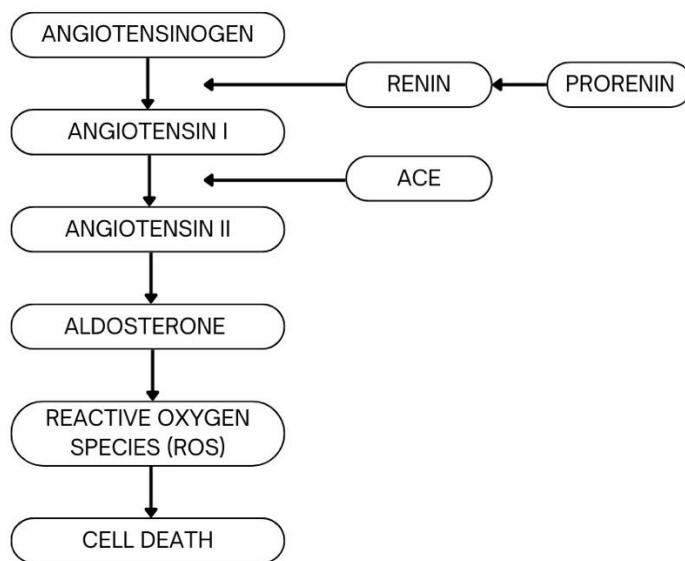 ANGIOTENSINOGEN
RENIN
PRORENIN
ANGIOTENSIN I
ACE
ANGIOTENSIN II
ALDOSTERONE
REACTIVE OXYGEN
SPECIES (ROS)
CELL DEATH